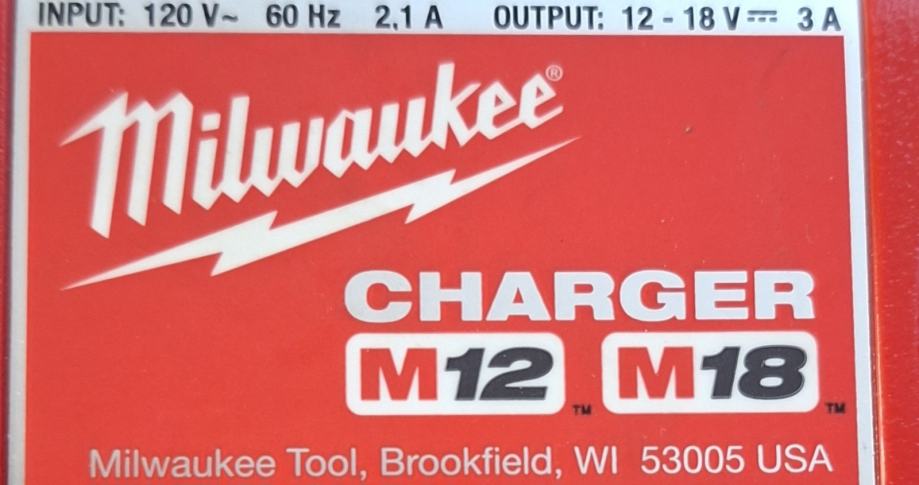 INPUT: 120 V~ 60 Hz 2,1 A OUTPUT: 12 - 18 V⎓ 3 A
Milwaukee®
CHARGER
M12™ M18™
Milwaukee Tool, Brookfield, WI 53005 USA